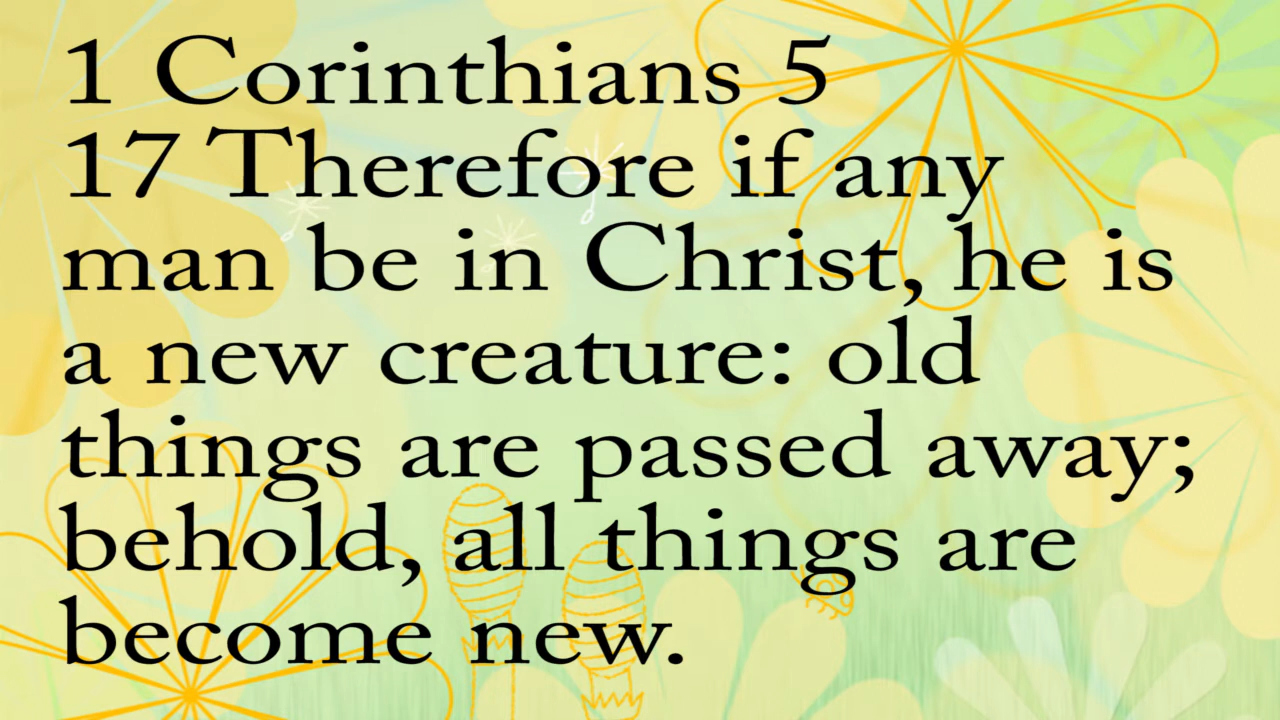 1 Corinthians 5
17 Therefore if any
man be in Christ, he is
a new creature: old
things are passed away;
behold, all things are
become new.